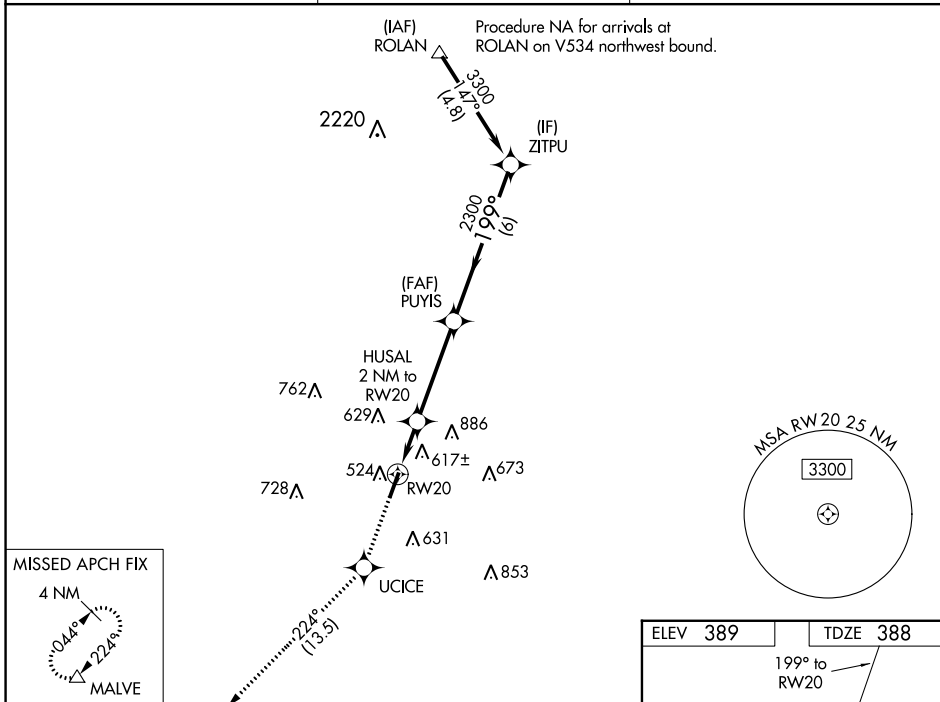 (IAF)
ROLAN
Procedure NA for arrivals at
ROLAN on V534 northwest bound.
3300
147°
(4.8)
2220
(IF)
ZITPU
2300
199°
(6)
(FAF)
PUYIS
HUSAL
2 NM to
RW20
762
629
886
617±
524
RW20
673
728
631
853
UCICE
224°
(13.5)
MSA RW 20 25 NM
3300
MISSED APCH FIX
4 NM
044°
224°
MALVE
ELEV 389
TDZE 388
199° to
RW20